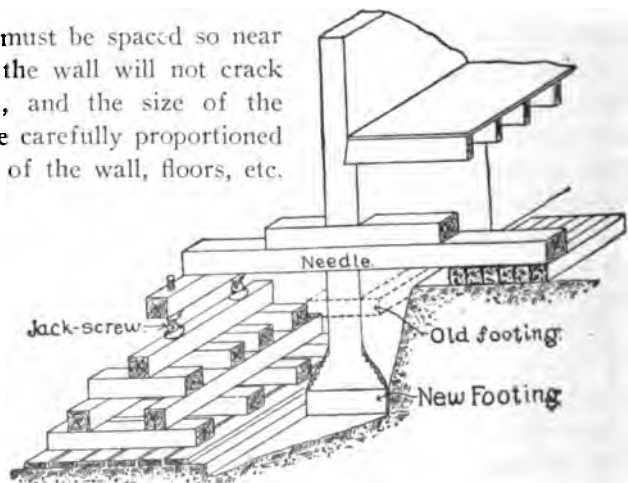 must be spaced so near
the wall will not crack
, and the size of the
carefully proportioned
of the wall, floors, etc.
Needle.
Jack-screw
Old footing.
New Footing